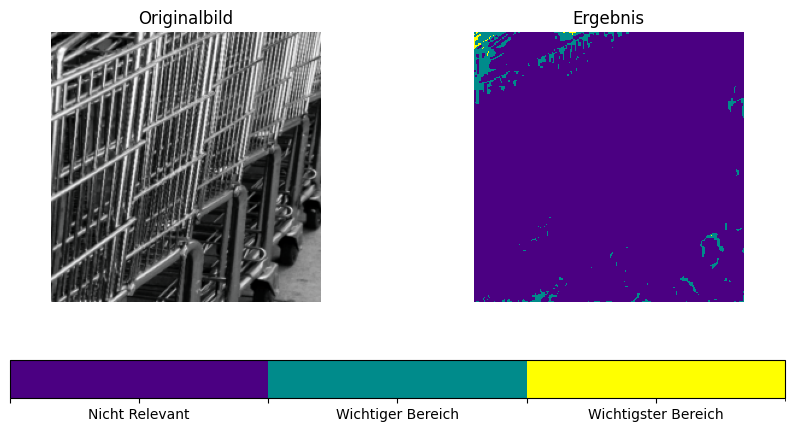 Originalbild
Ergebnis
Nicht Relevant
Wichtiger Bereich
Wichtigster Bereich